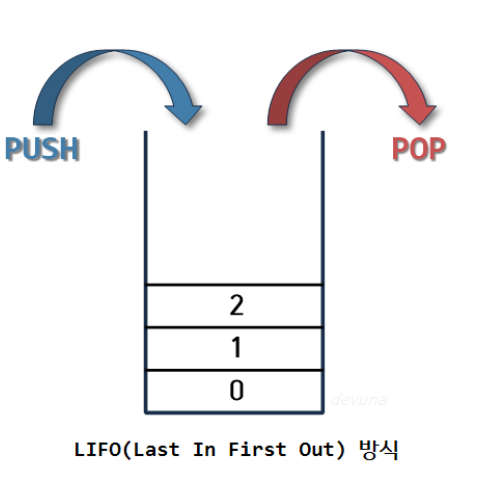 PUSH
POP
2
1
0
devuna
LIFO(Last In First Out) 방식